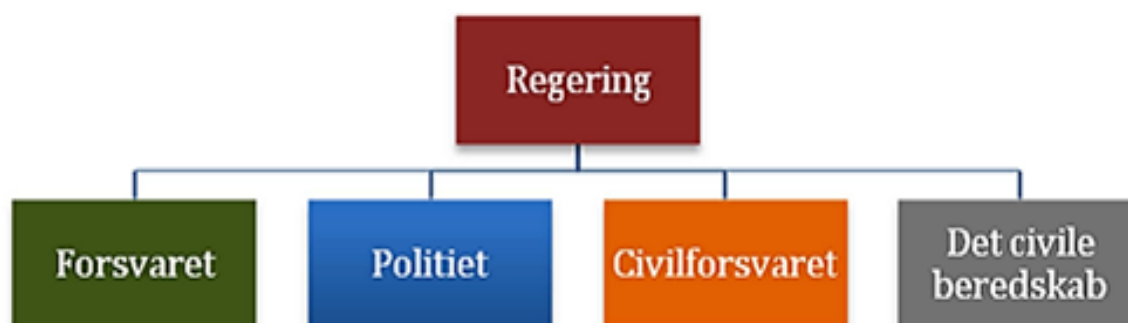 Regering
Forsvaret
Politiet
Civilforsvaret
Det civile
beredskab